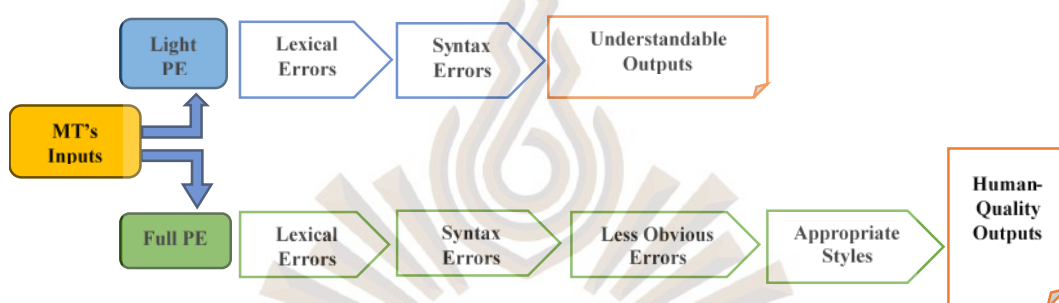 Light
PE
Lexical
Errors
Syntax
Errors
Understandable
Outputs
MT's
Inputs
Full PE
Lexical
Errors
Syntax
Errors
Less Obvious
Errors
Appropriate
Styles
Human-
Quality
Outputs